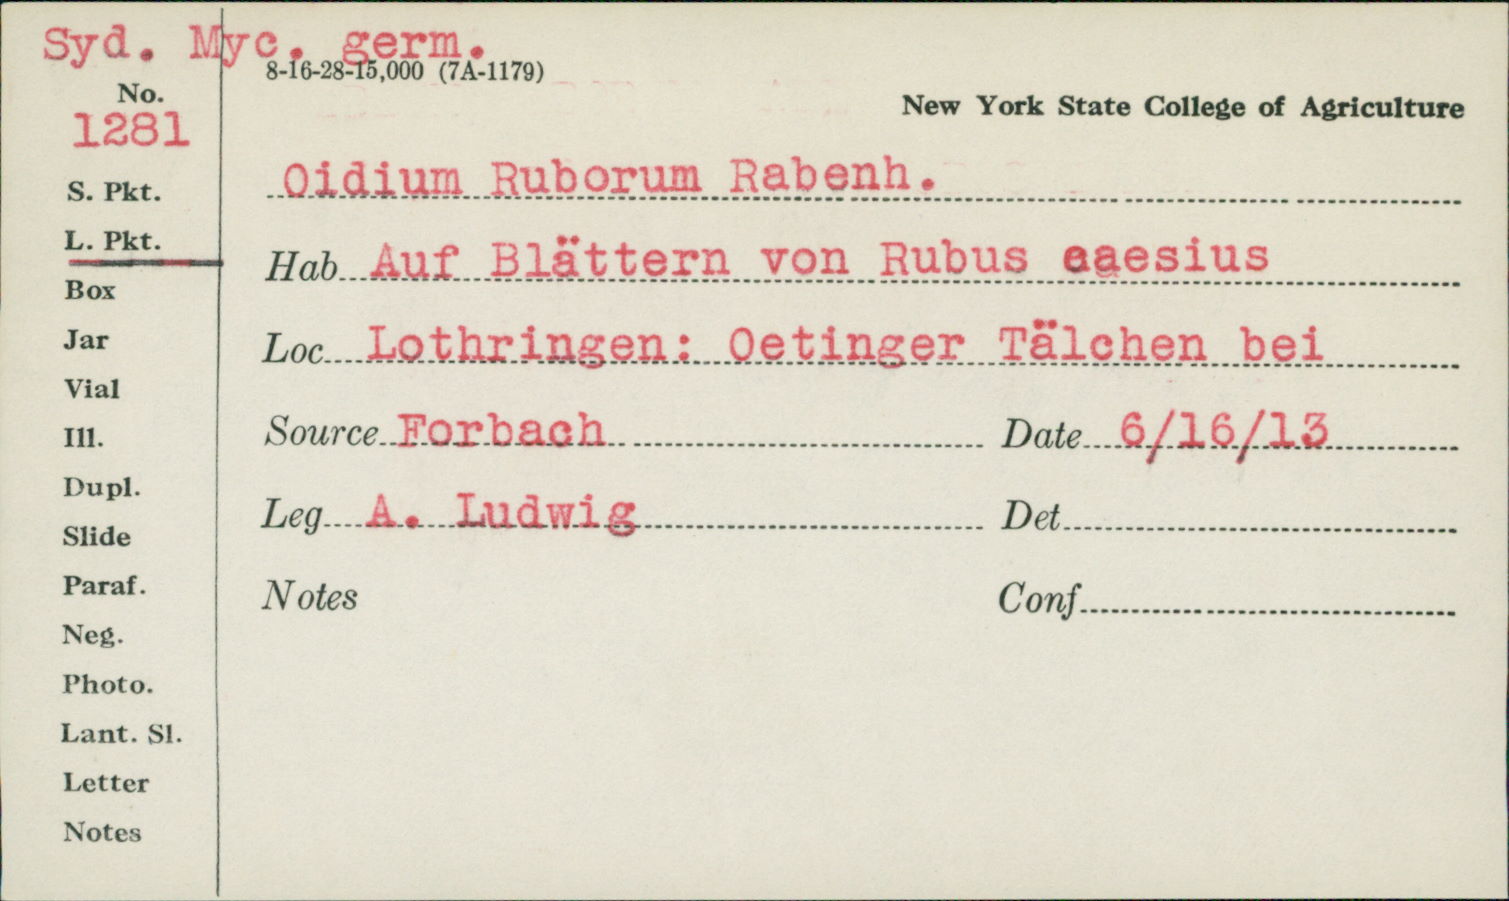 Syd. Myc. germ.
8-16-28-15,000 (7A-1179)
No.
1281
New York State College of Agriculture
S. Pkt.
Oidium Ruborum Rabenh.
L. Pkt.
Hab Auf Blättern von Rubus caesius
Box
Jar
Loc Lothringen: Oetinger Tälchen bei
Vial
Ill.
Source Forbach Date 6/16/13
Dupl.
Leg A. Ludwig Det
Slide
Paraf.
Notes Conf
Neg.
Photo.
Lant. Sl.
Letter
Notes